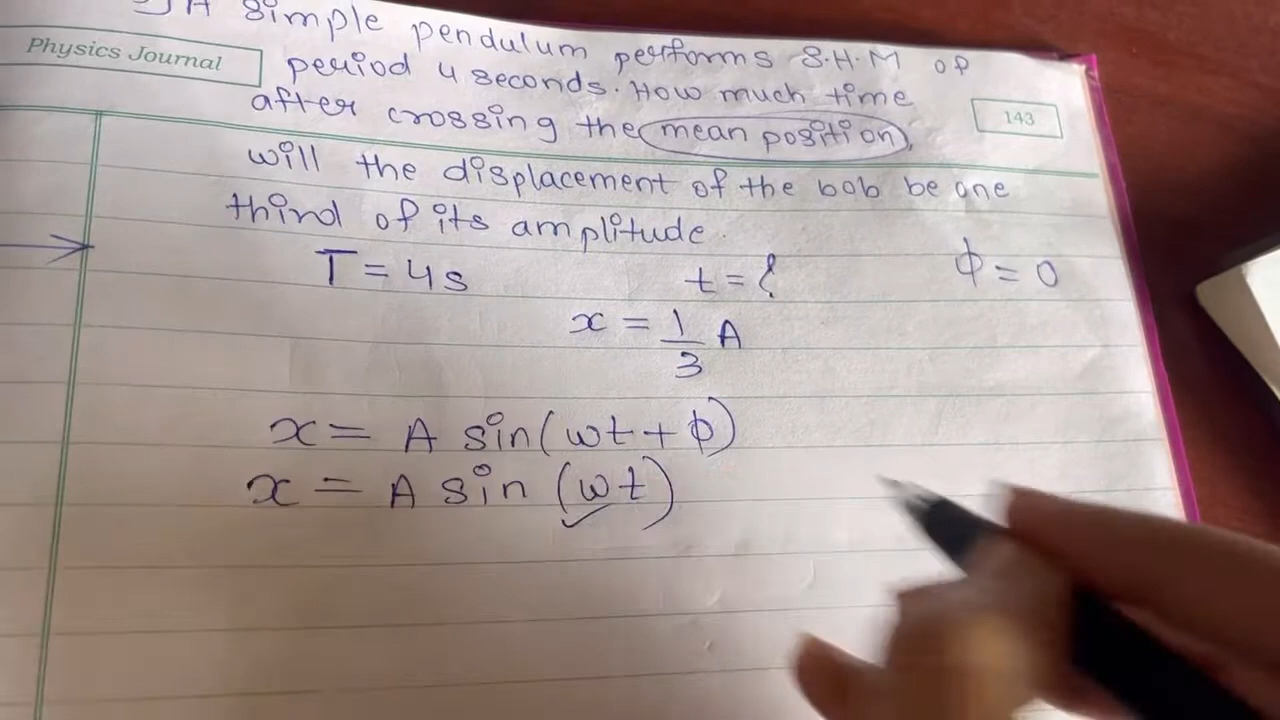 A simple pendulum performs S.H.M of
Physics Journal
period 4 seconds. How much time
after crossing the mean position,
143
will the displacement of the bob be one
third of its amplitude.
T = 4s t = ? ϕ = 0
x = 1/3 A
x = A sin(ωt + ϕ)
x = A sin (ωt)